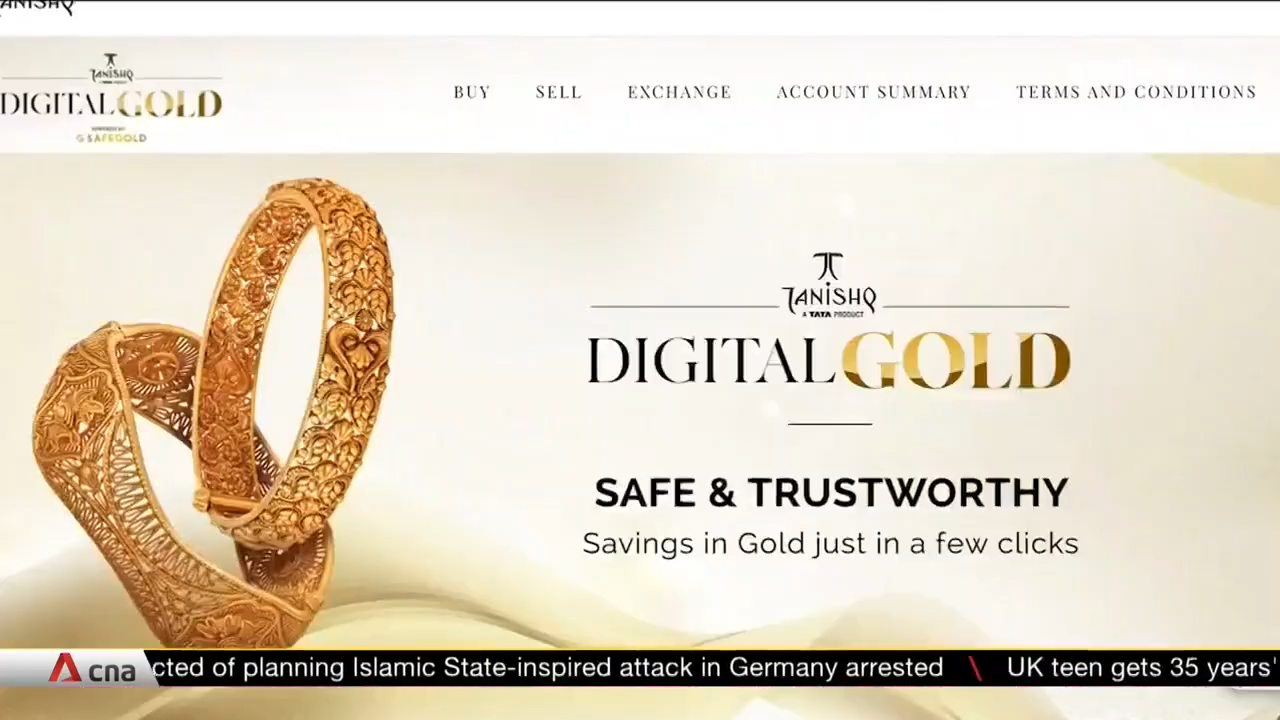 TANISHQ
TANISHQ
DIGITAL GOLD
SAFEGOLD
BUY
SELL
EXCHANGE
ACCOUNT SUMMARY
TERMS AND CONDITIONS
TANISHQ
A TATA PRODUCT
DIGITAL GOLD
SAFE & TRUSTWORTHY
Savings in Gold just in a few clicks
cna
cted of planning Islamic State-inspired attack in Germany arrested \ UK teen gets 35 years'